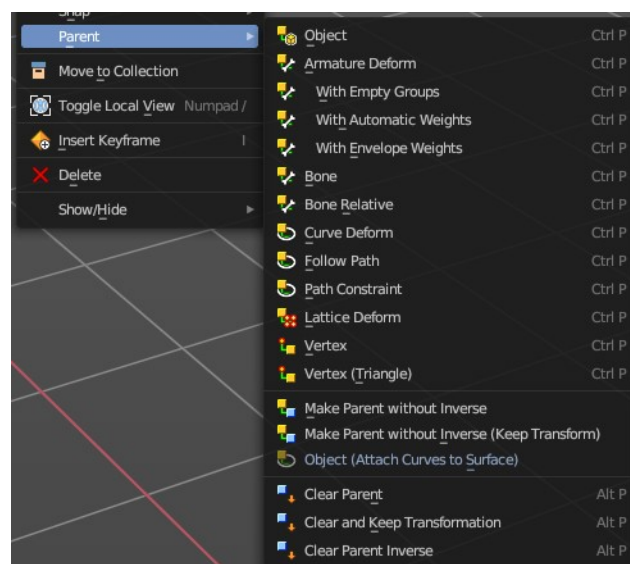 Snap
Parent
Move to Collection
Toggle Local View Numpad /
Insert Keyframe I
Delete
Show/Hide
Object Ctrl P
Armature Deform Ctrl P
With Empty Groups Ctrl P
With Automatic Weights Ctrl P
With Envelope Weights Ctrl P
Bone Ctrl P
Bone Relative Ctrl P
Curve Deform Ctrl P
Follow Path Ctrl P
Path Constraint Ctrl P
Lattice Deform Ctrl P
Vertex Ctrl P
Vertex (Triangle) Ctrl P
Make Parent without Inverse
Make Parent without Inverse (Keep Transform)
Object (Attach Curves to Surface)
Clear Parent Alt P
Clear and Keep Transformation Alt P
Clear Parent Inverse Alt P